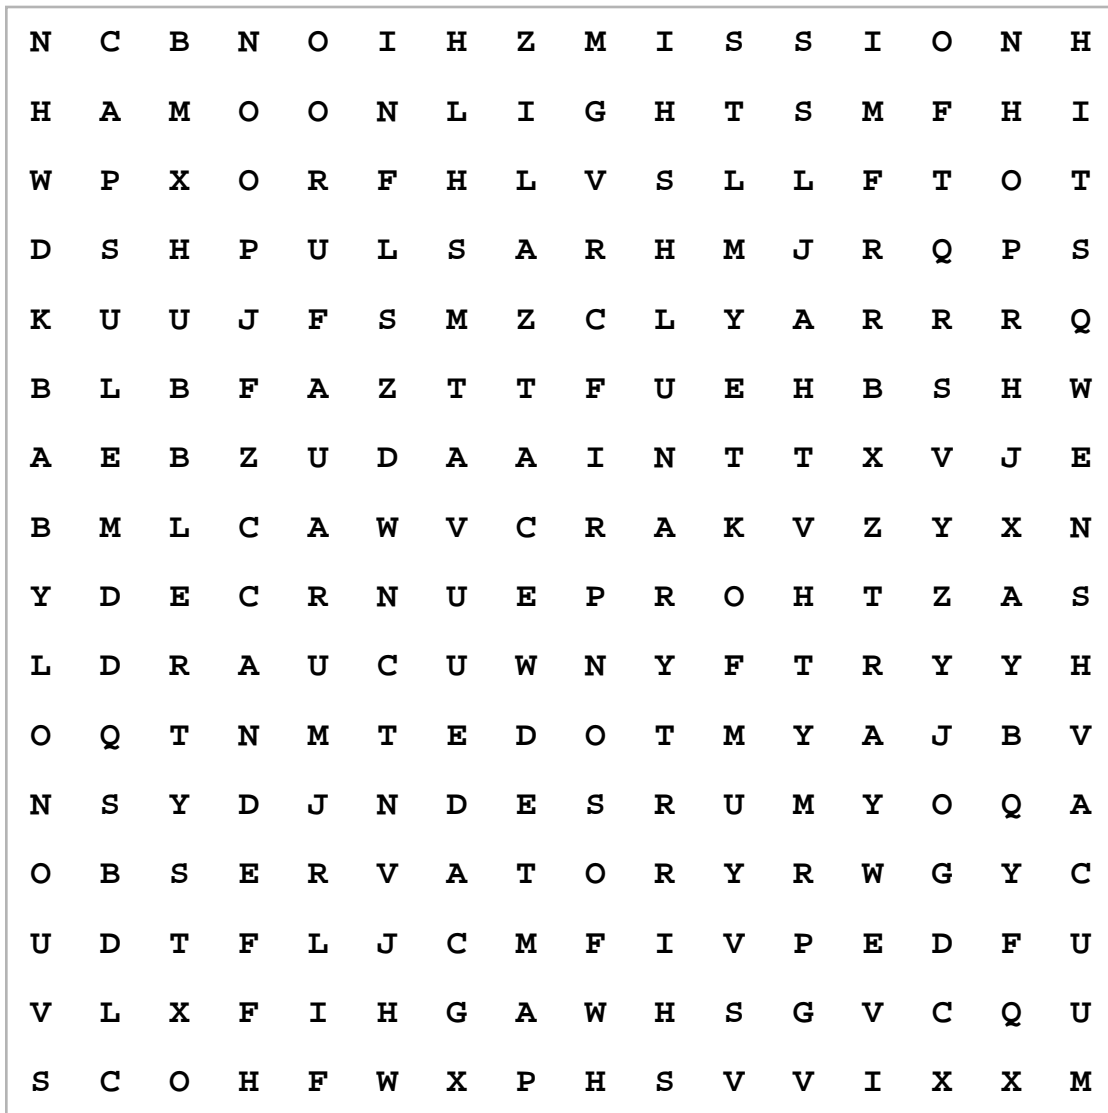 N C B N O I H Z M I S S I O N H
H A M O O N L I G H T S M F H I
W P X O R F H L V S L L F T O T
D S H P U L S A R H M J R Q P S
K U U J F S M Z C L Y A R R R Q
B L B F A Z T T F U E H B S H W
A E B Z U D A A I N T T X V J E
B M L C A W V C R A K V Z Y X N
Y D E C R N U E P R O H T Z A S
L D R A U C U W N Y F T R Y Y H
O Q T N M T E D O T M Y A J B V
N S Y D J N D E S R U M Y O Q A
O B S E R V A T O R Y R W G Y C
U D T F L J C M F I V P E D F U
V L X F I H G A W H S G V C Q U
S C O H F W X P H S V V I X X M